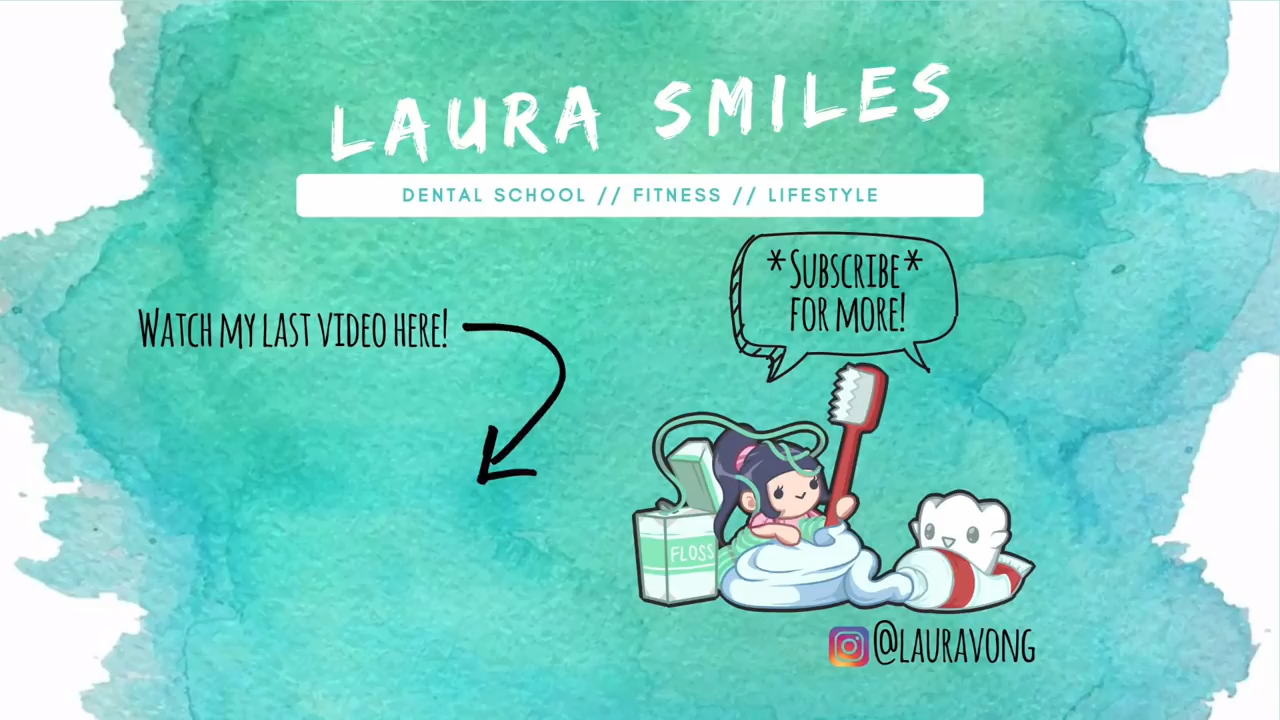 LAURA SMILES
DENTAL SCHOOL // FITNESS // LIFESTYLE
*SUBSCRIBE*
FOR MORE!
WATCH MY LAST VIDEO HERE!
FLOSS
@LAURAVONG